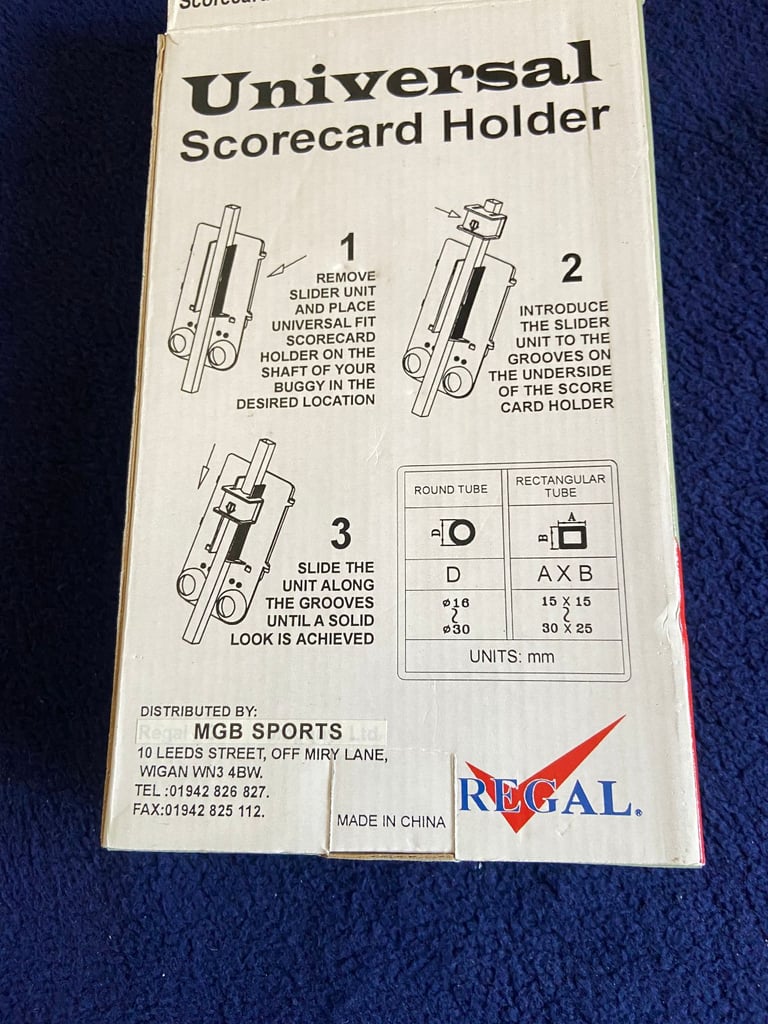 Universal
Scorecard Holder
1
REMOVE
SLIDER UNIT
AND PLACE
UNIVERSAL FIT
SCORECARD
HOLDER ON THE
SHAFT OF YOUR
BUGGY IN THE
DESIRED LOCATION
2
INTRODUCE
THE SLIDER
UNIT TO THE
GROOVES ON
THE UNDERSIDE
OF THE SCORE
CARD HOLDER
3
SLIDE THE
UNIT ALONG
THE GROOVES
UNTIL A SOLID
LOOK IS ACHIEVED
ROUND TUBE
RECTANGULAR
TUBE
D
A
B
D
A X B
ø16
ø30
15 X 15
30 X 25
UNITS: mm
DISTRIBUTED BY:
Regal MGB SPORTS Ltd.
10 LEEDS STREET, OFF MIRY LANE,
WIGAN WN3 4BW.
TEL :01942 826 827.
FAX:01942 825 112.
MADE IN CHINA
REGAL®